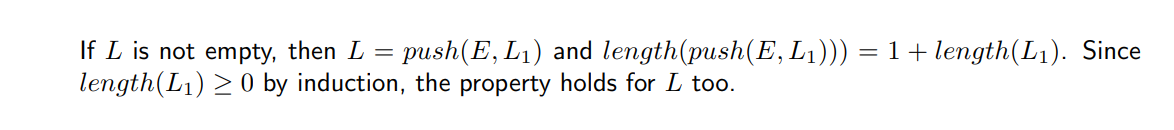 If L is not empty, then L = push(E, L₁) and length(push(E, L₁))) = 1 + length(L₁). Since
length(L₁) ≥ 0 by induction, the property holds for L too.